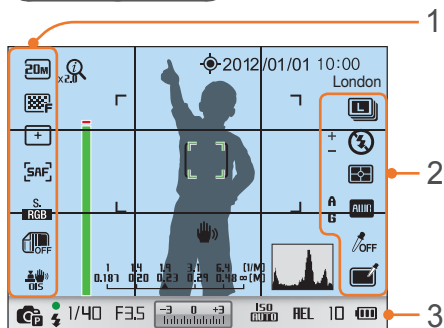 1
20M
x2.0
2012/01/01 10:00
London
F
L
+
−
SAF
2
S.
RGB
A
G
AWB
OFF
OFF
OIS
1 1.4 1.9 3.1 6.4 (1/M)
0.187 0.20 0.23 0.29 0.48 ∞ (M)
P
1/40
F3.5
-3 0 +3
ISO
AUTO
AEL
10
3